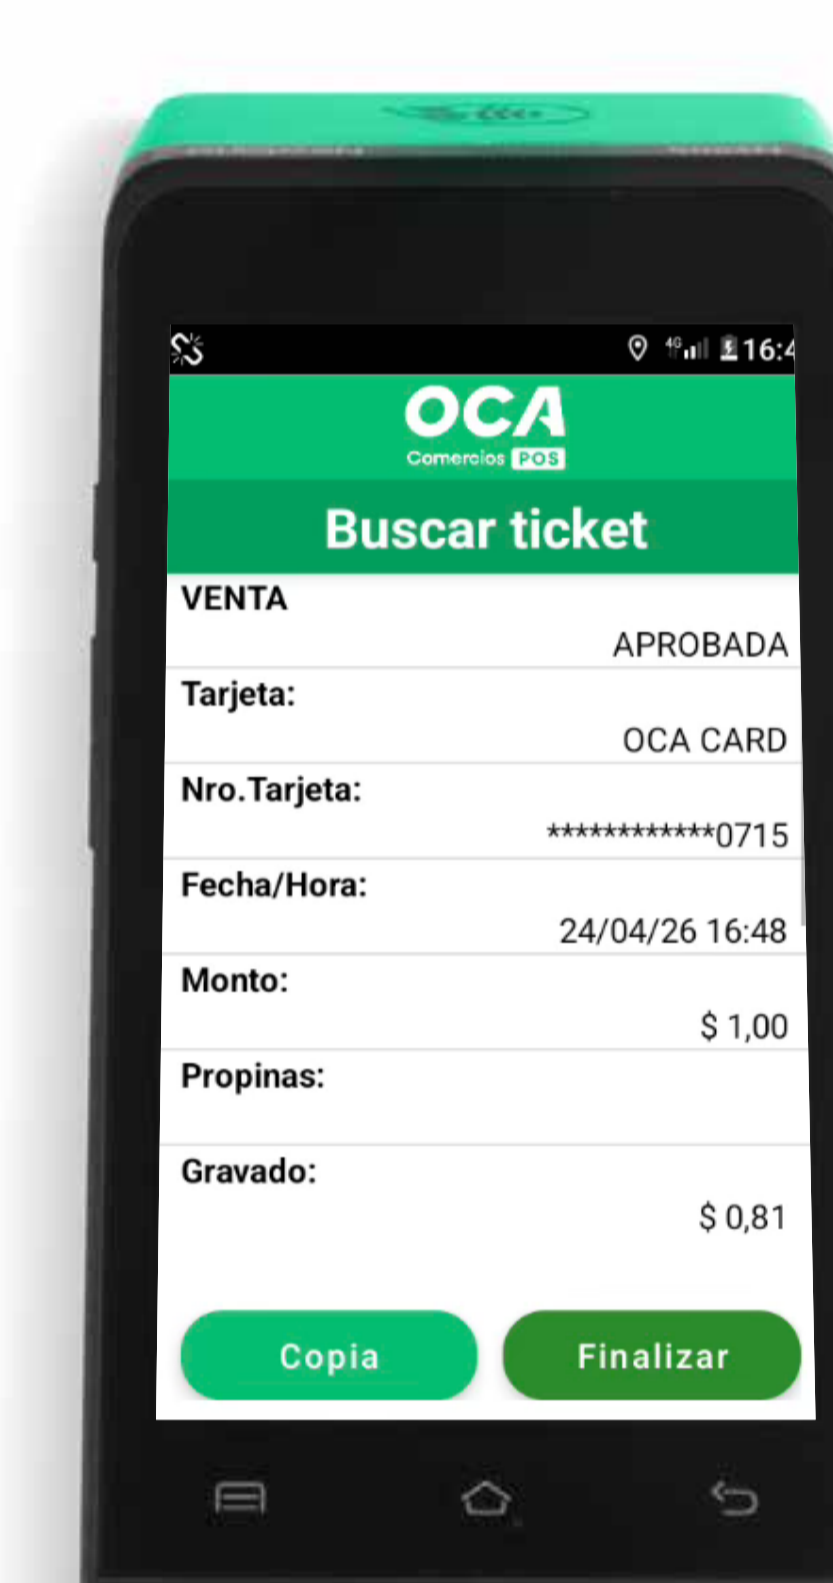 4G 16:4
OCA
Comercios POS
Buscar ticket
VENTA
APROBADA
Tarjeta:
OCA CARD
Nro.Tarjeta:
************0715
Fecha/Hora:
24/04/26 16:48
Monto:
$ 1,00
Propinas:
Gravado:
$ 0,81
Copia
Finalizar